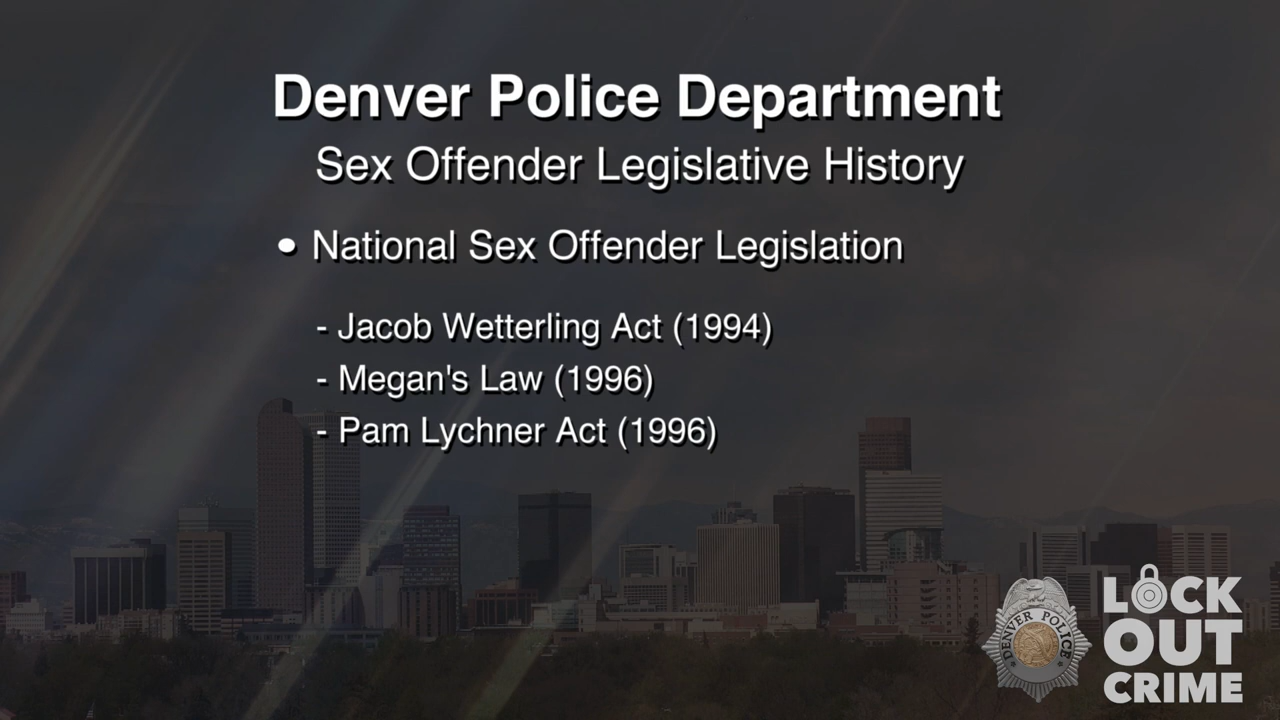 Denver Police Department
Sex Offender Legislative History
• National Sex Offender Legislation
- Jacob Wetterling Act (1994)
- Megan's Law (1996)
- Pam Lychner Act (1996)
DENVER POLICE
LOCK
OUT
CRIME